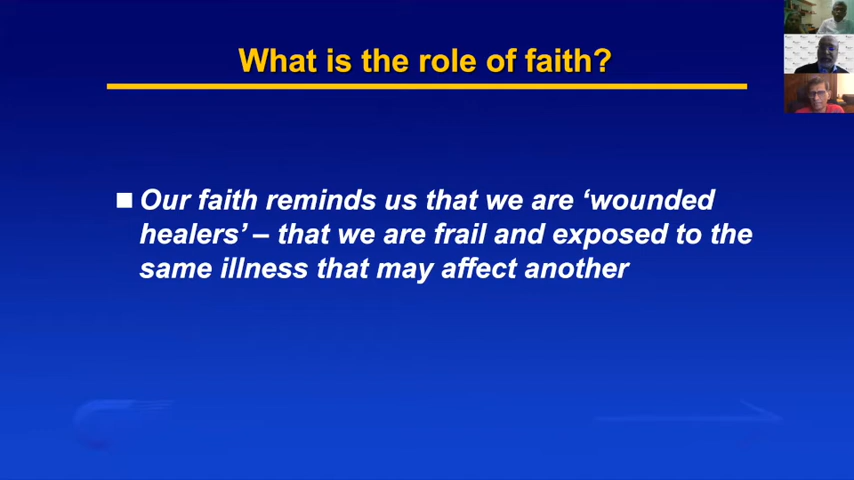 What is the role of faith?
Our faith reminds us that we are ‘wounded
healers’ – that we are frail and exposed to the
same illness that may affect another